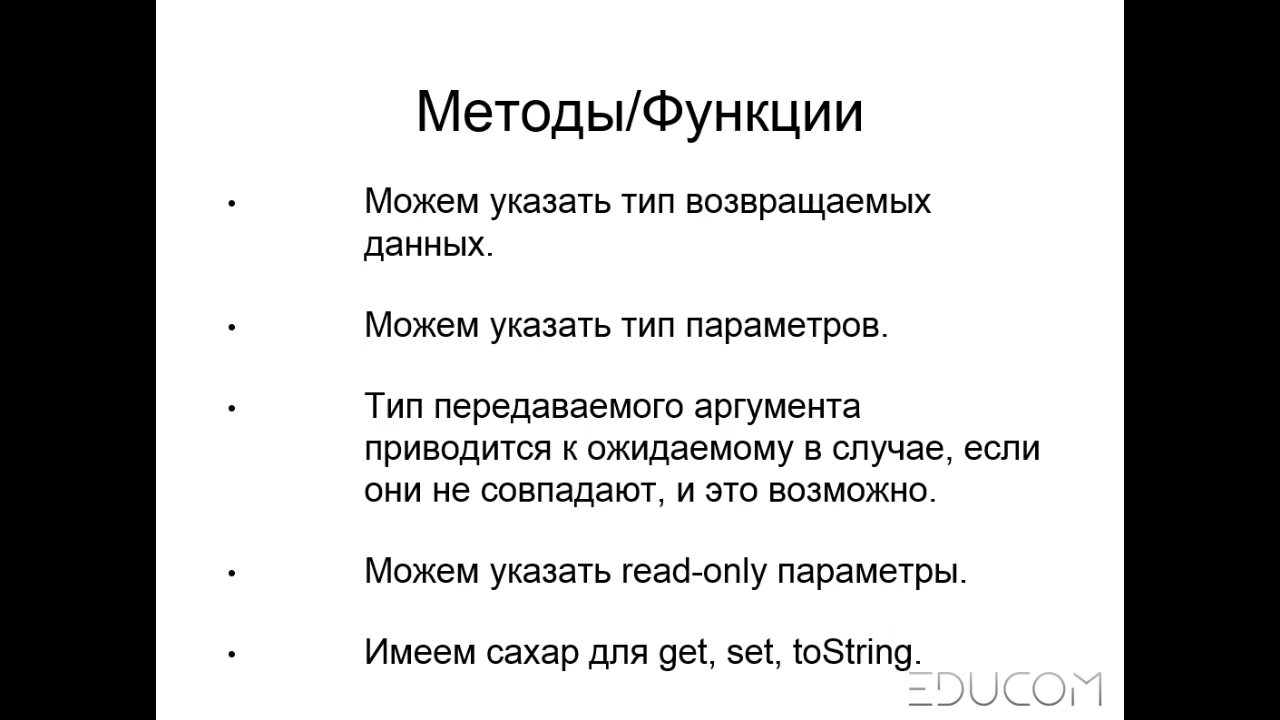 Методы/Функции
• Можем указать тип возвращаемых
данных.
• Можем указать тип параметров.
• Тип передаваемого аргумента
приводится к ожидаемому в случае, если
они не совпадают, и это возможно.
• Можем указать read-only параметры.
• Имеем сахар для get, set, toString.
EDUCOM